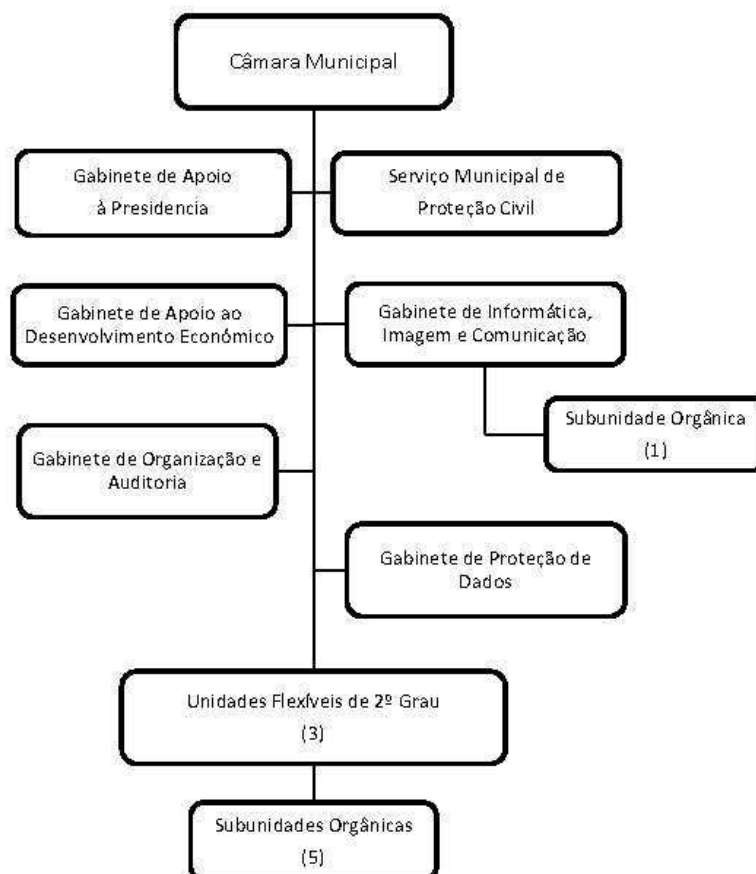 Câmara Municipal
Gabinete de Apoio
à Presidencia
Serviço Municipal de
Proteção Civil
Gabinete de Apoio ao
Desenvolvimento Económico
Gabinete de Informática,
Imagem e Comunicação
Subunidade Orgânica
(1)
Gabinete de Organização e
Auditoria
Gabinete de Proteção de
Dados
Unidades Flexíveis de 2º Grau
(3)
Subunidades Orgânicas
(5)